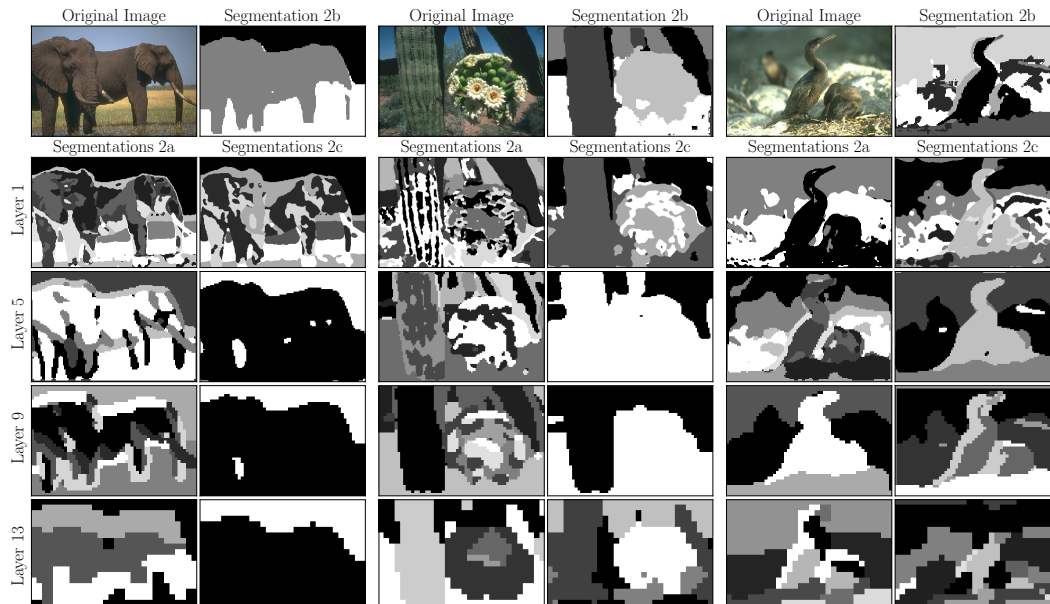 Original Image Segmentation 2b Original Image Segmentation 2b Original Image Segmentation 2b
Segmentations 2a Segmentations 2c Segmentations 2a Segmentations 2c Segmentations 2a Segmentations 2c
Layer 1
Layer 5
Layer 9
Layer 13